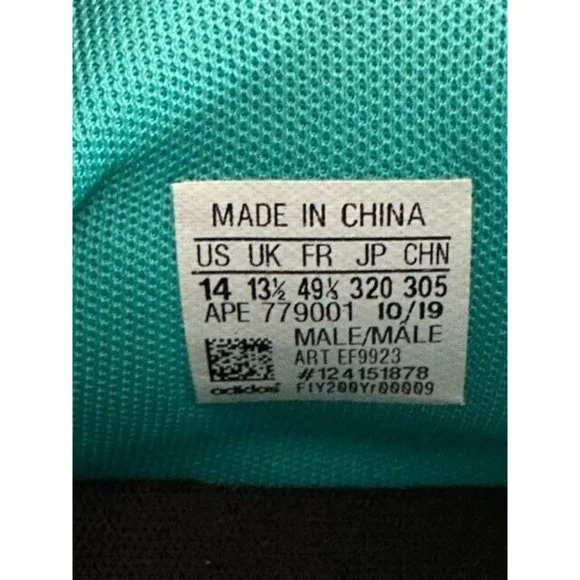 MADE IN CHINA
US UK FR JP CHN
14 13½ 49⅓ 320 305
APE 779001 10/19
MALE/MÂLE
ART EF9923
#124151878
adidas F1Y200Yr00009